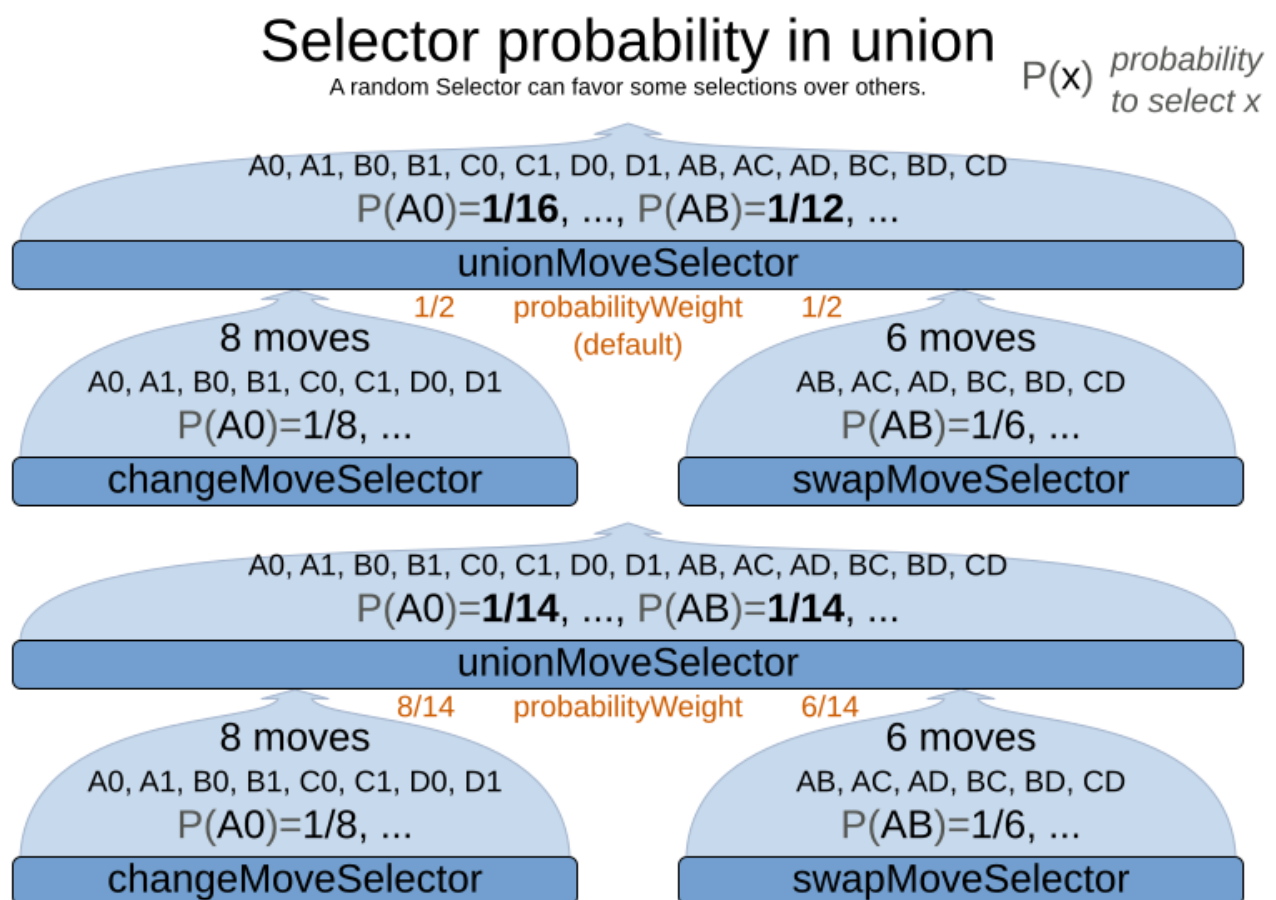 Selector probability in union
A random Selector can favor some selections over others.
P(x) probability
to select x
A0, A1, B0, B1, C0, C1, D0, D1, AB, AC, AD, BC, BD, CD
P(A0)=1/16, ..., P(AB)=1/12, ...
unionMoveSelector
1/2 probabilityWeight 1/2
(default)
8 moves
A0, A1, B0, B1, C0, C1, D0, D1
P(A0)=1/8, ...
changeMoveSelector
6 moves
AB, AC, AD, BC, BD, CD
P(AB)=1/6, ...
swapMoveSelector
A0, A1, B0, B1, C0, C1, D0, D1, AB, AC, AD, BC, BD, CD
P(A0)=1/14, ..., P(AB)=1/14, ...
unionMoveSelector
8/14 probabilityWeight 6/14
8 moves
A0, A1, B0, B1, C0, C1, D0, D1
P(A0)=1/8, ...
changeMoveSelector
6 moves
AB, AC, AD, BC, BD, CD
P(AB)=1/6, ...
swapMoveSelector